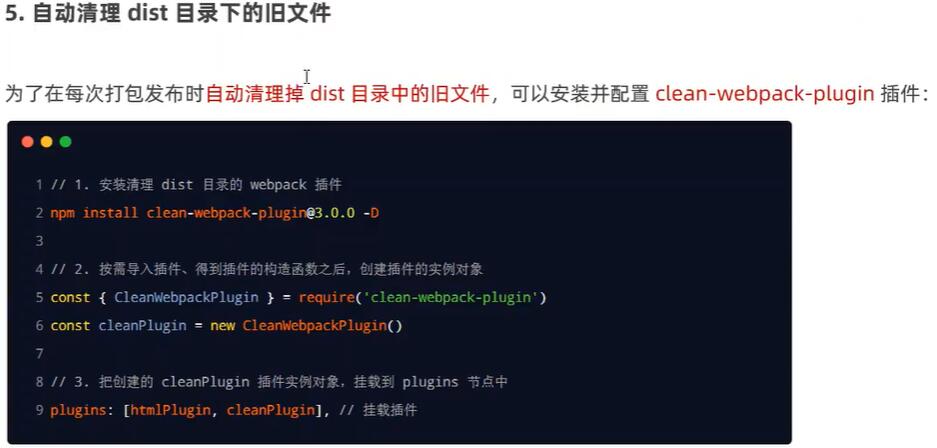 5. 自动清理 dist 目录下的旧文件
为了在每次打包发布时自动清理掉 dist 目录中的旧文件，可以安装并配置 clean-webpack-plugin 插件：
1 // 1. 安装清理 dist 目录的 webpack 插件
2 npm install clean-webpack-plugin@3.0.0 -D
3
4 // 2. 按需导入插件、得到插件的构造函数之后，创建插件的实例对象
5 const { CleanWebpackPlugin } = require('clean-webpack-plugin')
6 const cleanPlugin = new CleanWebpackPlugin()
7
8 // 3. 把创建的 cleanPlugin 插件实例对象，挂载到 plugins 节点中
9 plugins: [htmlPlugin, cleanPlugin], // 挂载插件